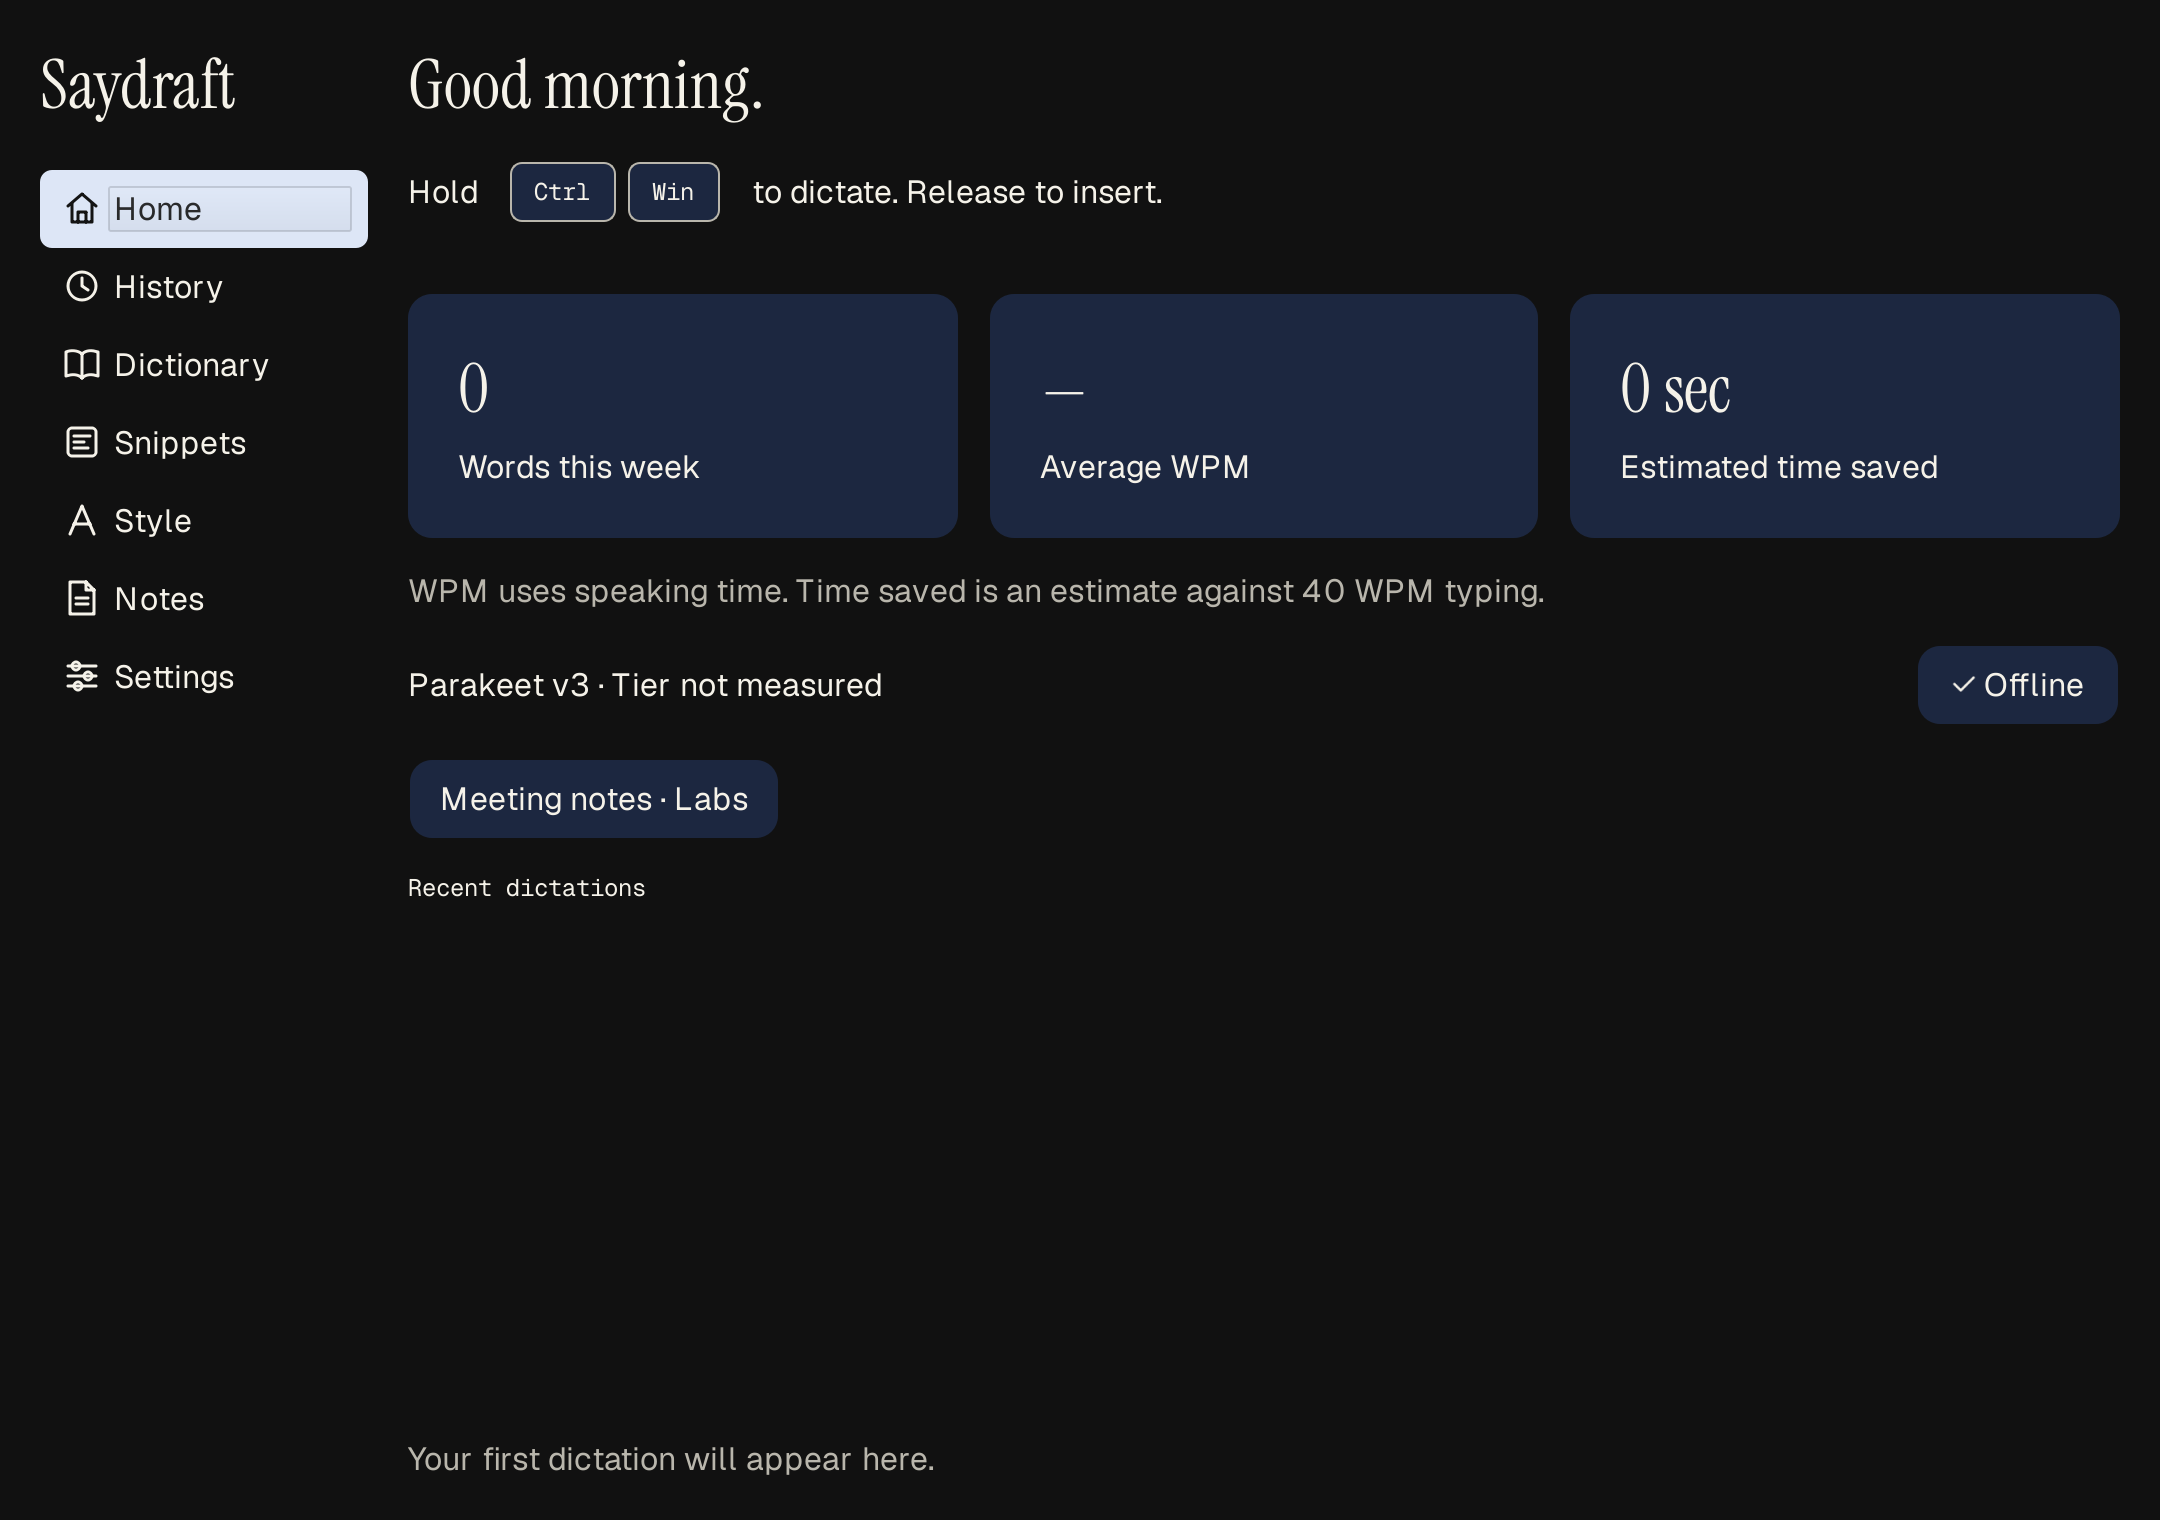 Saydraft
Home
History
Dictionary
Snippets
Style
Notes
Settings
Good morning.
Hold Ctrl Win to dictate. Release to insert.
0
Words this week
—
Average WPM
0 sec
Estimated time saved
WPM uses speaking time. Time saved is an estimate against 40 WPM typing.
Parakeet v3 · Tier not measured
✓ Offline
Meeting notes · Labs
Recent dictations
Your first dictation will appear here.